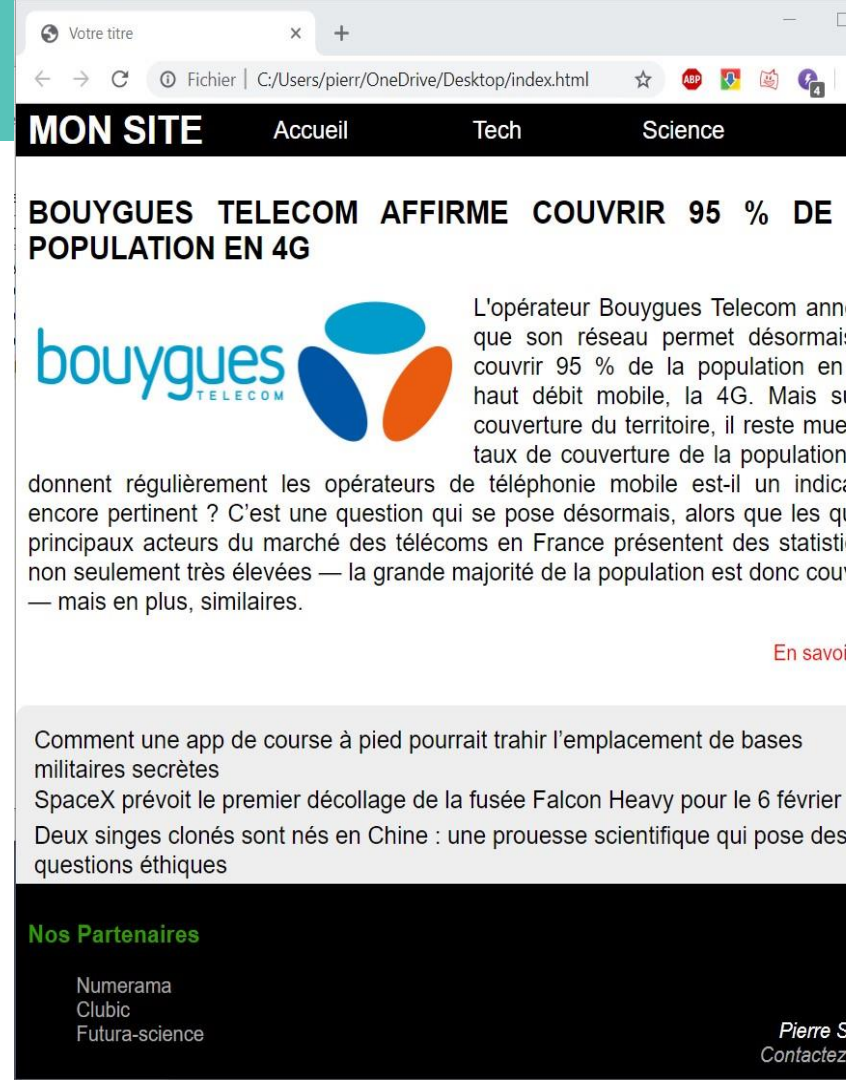 Votre titre
Fichier | C:/Users/pierr/OneDrive/Desktop/index.html
ABP
4
MON SITE Accueil Tech Science
BOUYGUES TELECOM AFFIRME COUVRIR 95 % DE
POPULATION EN 4G
bouygues
TELECOM
L'opérateur Bouygues Telecom
que son réseau permet désormais
couvrir 95 % de la population en
haut débit mobile, la 4G. Mais
couverture du territoire, il reste
taux de couverture de la population
donnent régulièrement les opérateurs de téléphonie mobile est-il un
encore pertinent ? C’est une question qui se pose désormais, alors que les
principaux acteurs du marché des télécoms en France présentent des
non seulement très élevées — la grande majorité de la population est donc
— mais en plus, similaires.
En
Comment une app de course à pied pourrait trahir l’emplacement de bases
militaires secrètes
SpaceX prévoit le premier décollage de la fusée Falcon Heavy pour le 6 février
Deux singes clonés sont nés en Chine : une prouesse scientifique qui pose des
questions éthiques
Nos Partenaires
Numerama
Clubic
Futura-science
Pierre S
Contactez